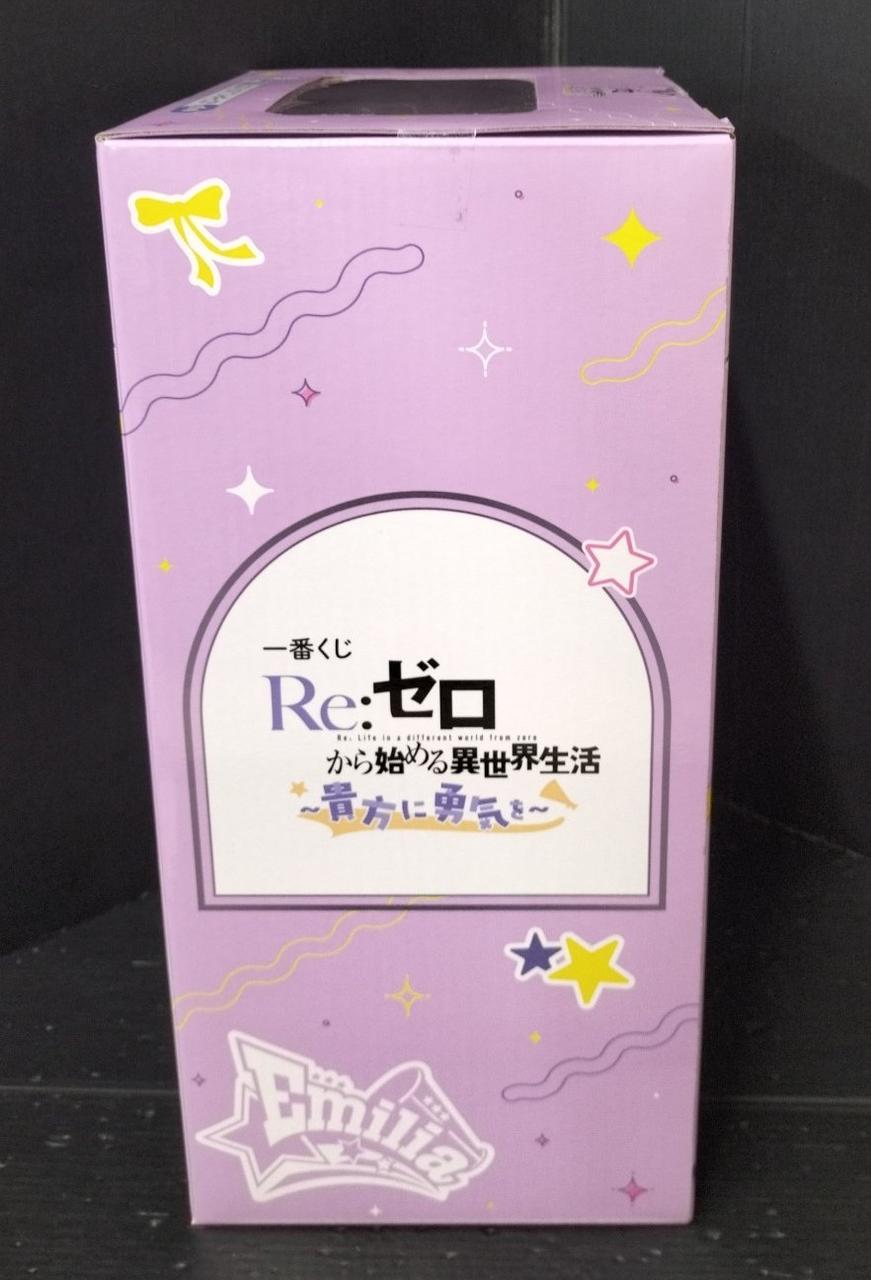 一番くじ
Re:ゼロ
Re: Life in a different world from zero
から始める異世界生活
~貴方に勇気を~
Emilia